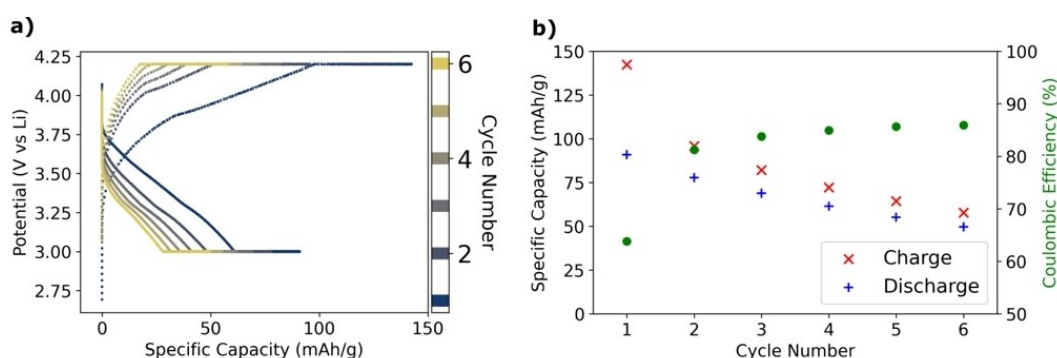 a)
4.25
4.00
3.75
3.50
3.25
3.00
2.75
Potential (V vs Li)
0 50 100 150
Specific Capacity (mAh/g)
6
4
2
Cycle Number
b)
150
125
100
75
50
25
0
Specific Capacity (mAh/g)
1 2 3 4 5 6
Cycle Number
Charge
Discharge
100
90
80
70
60
50
Coulombic Efficiency (%)